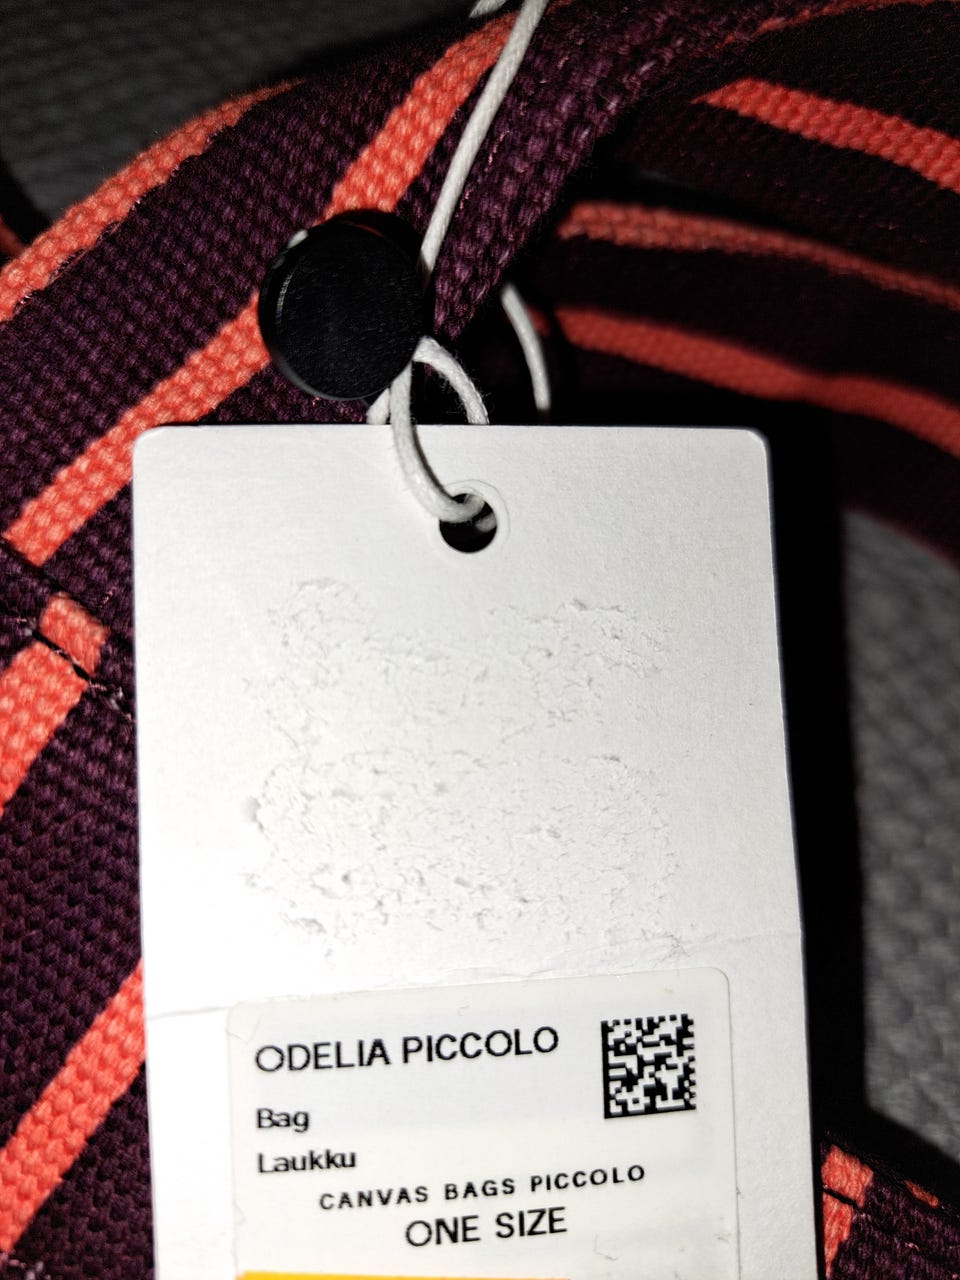 ODELIA PICCOLO
Bag
Laukku
CANVAS BAGS PICCOLO
ONE SIZE